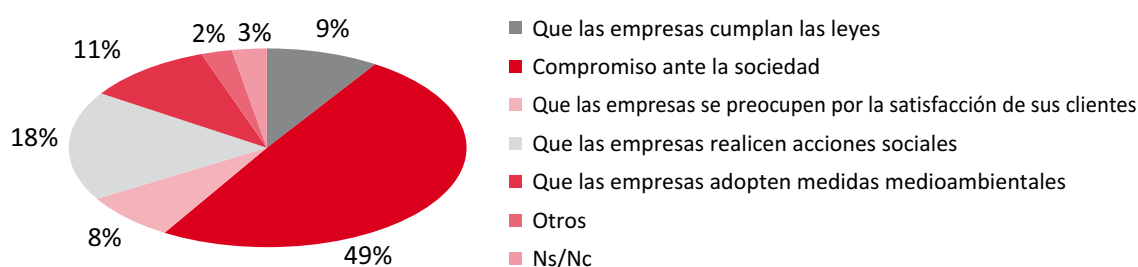 2%
3%
9%
11%
18%
8%
49%
Que las empresas cumplan las leyes
Compromiso ante la sociedad
Que las empresas se preocupen por la satisfacción de sus clientes
Que las empresas realicen acciones sociales
Que las empresas adopten medidas medioambientales
Otros
Ns/Nc